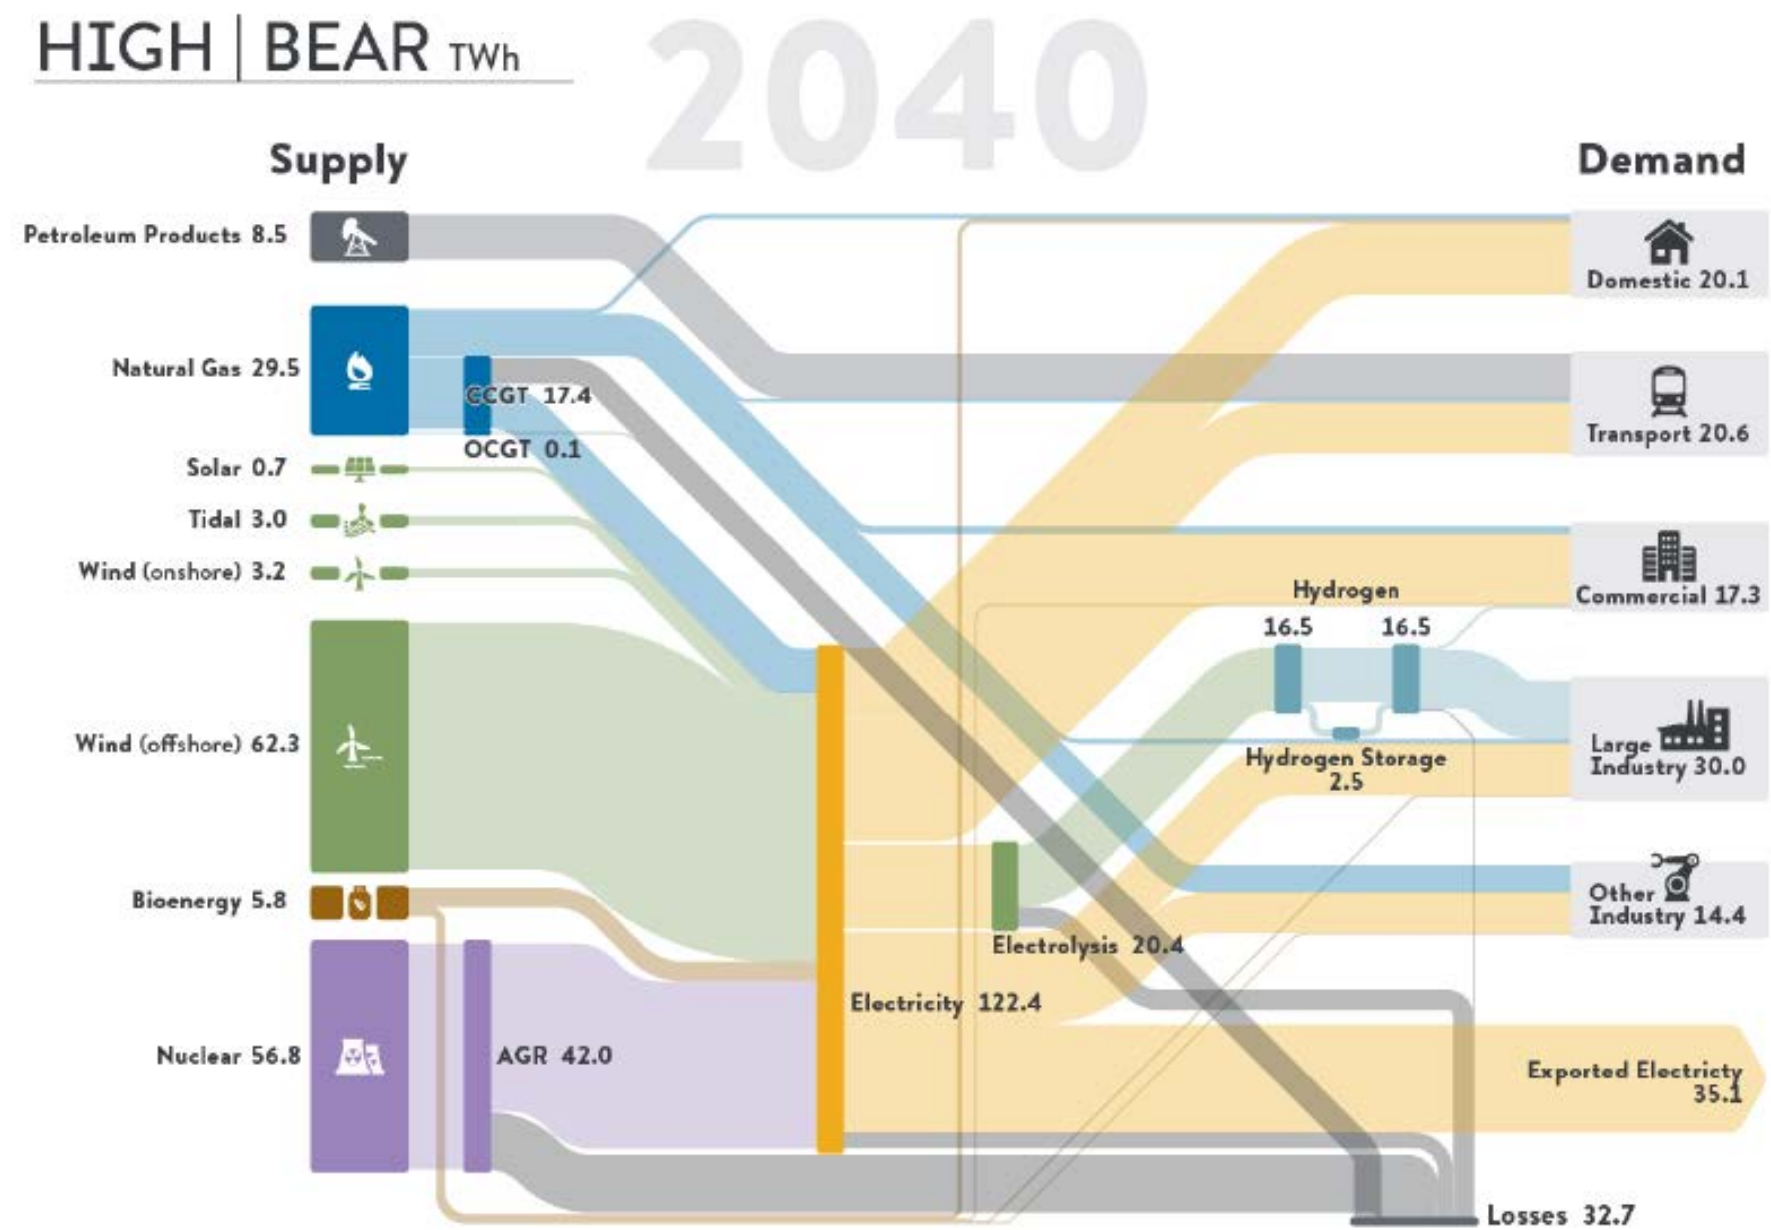 HIGH | BEAR TWh
2040
Supply
Demand
Petroleum Products 8.5
Domestic 20.1
Natural Gas 29.5
CCGT 17.4
OCGT 0.1
Transport 20.6
Solar 0.7
Tidal 3.0
Wind (onshore) 3.2
Commercial 17.3
Hydrogen
16.5
16.5
Wind (offshore) 62.3
Hydrogen Storage
2.5
Large
Industry 30.0
Bioenergy 5.8
Other
Industry 14.4
Electrolysis 20.4
Electricity 122.4
Nuclear 56.8
AGR 42.0
Exported Electricty
35.1
Losses 32.7